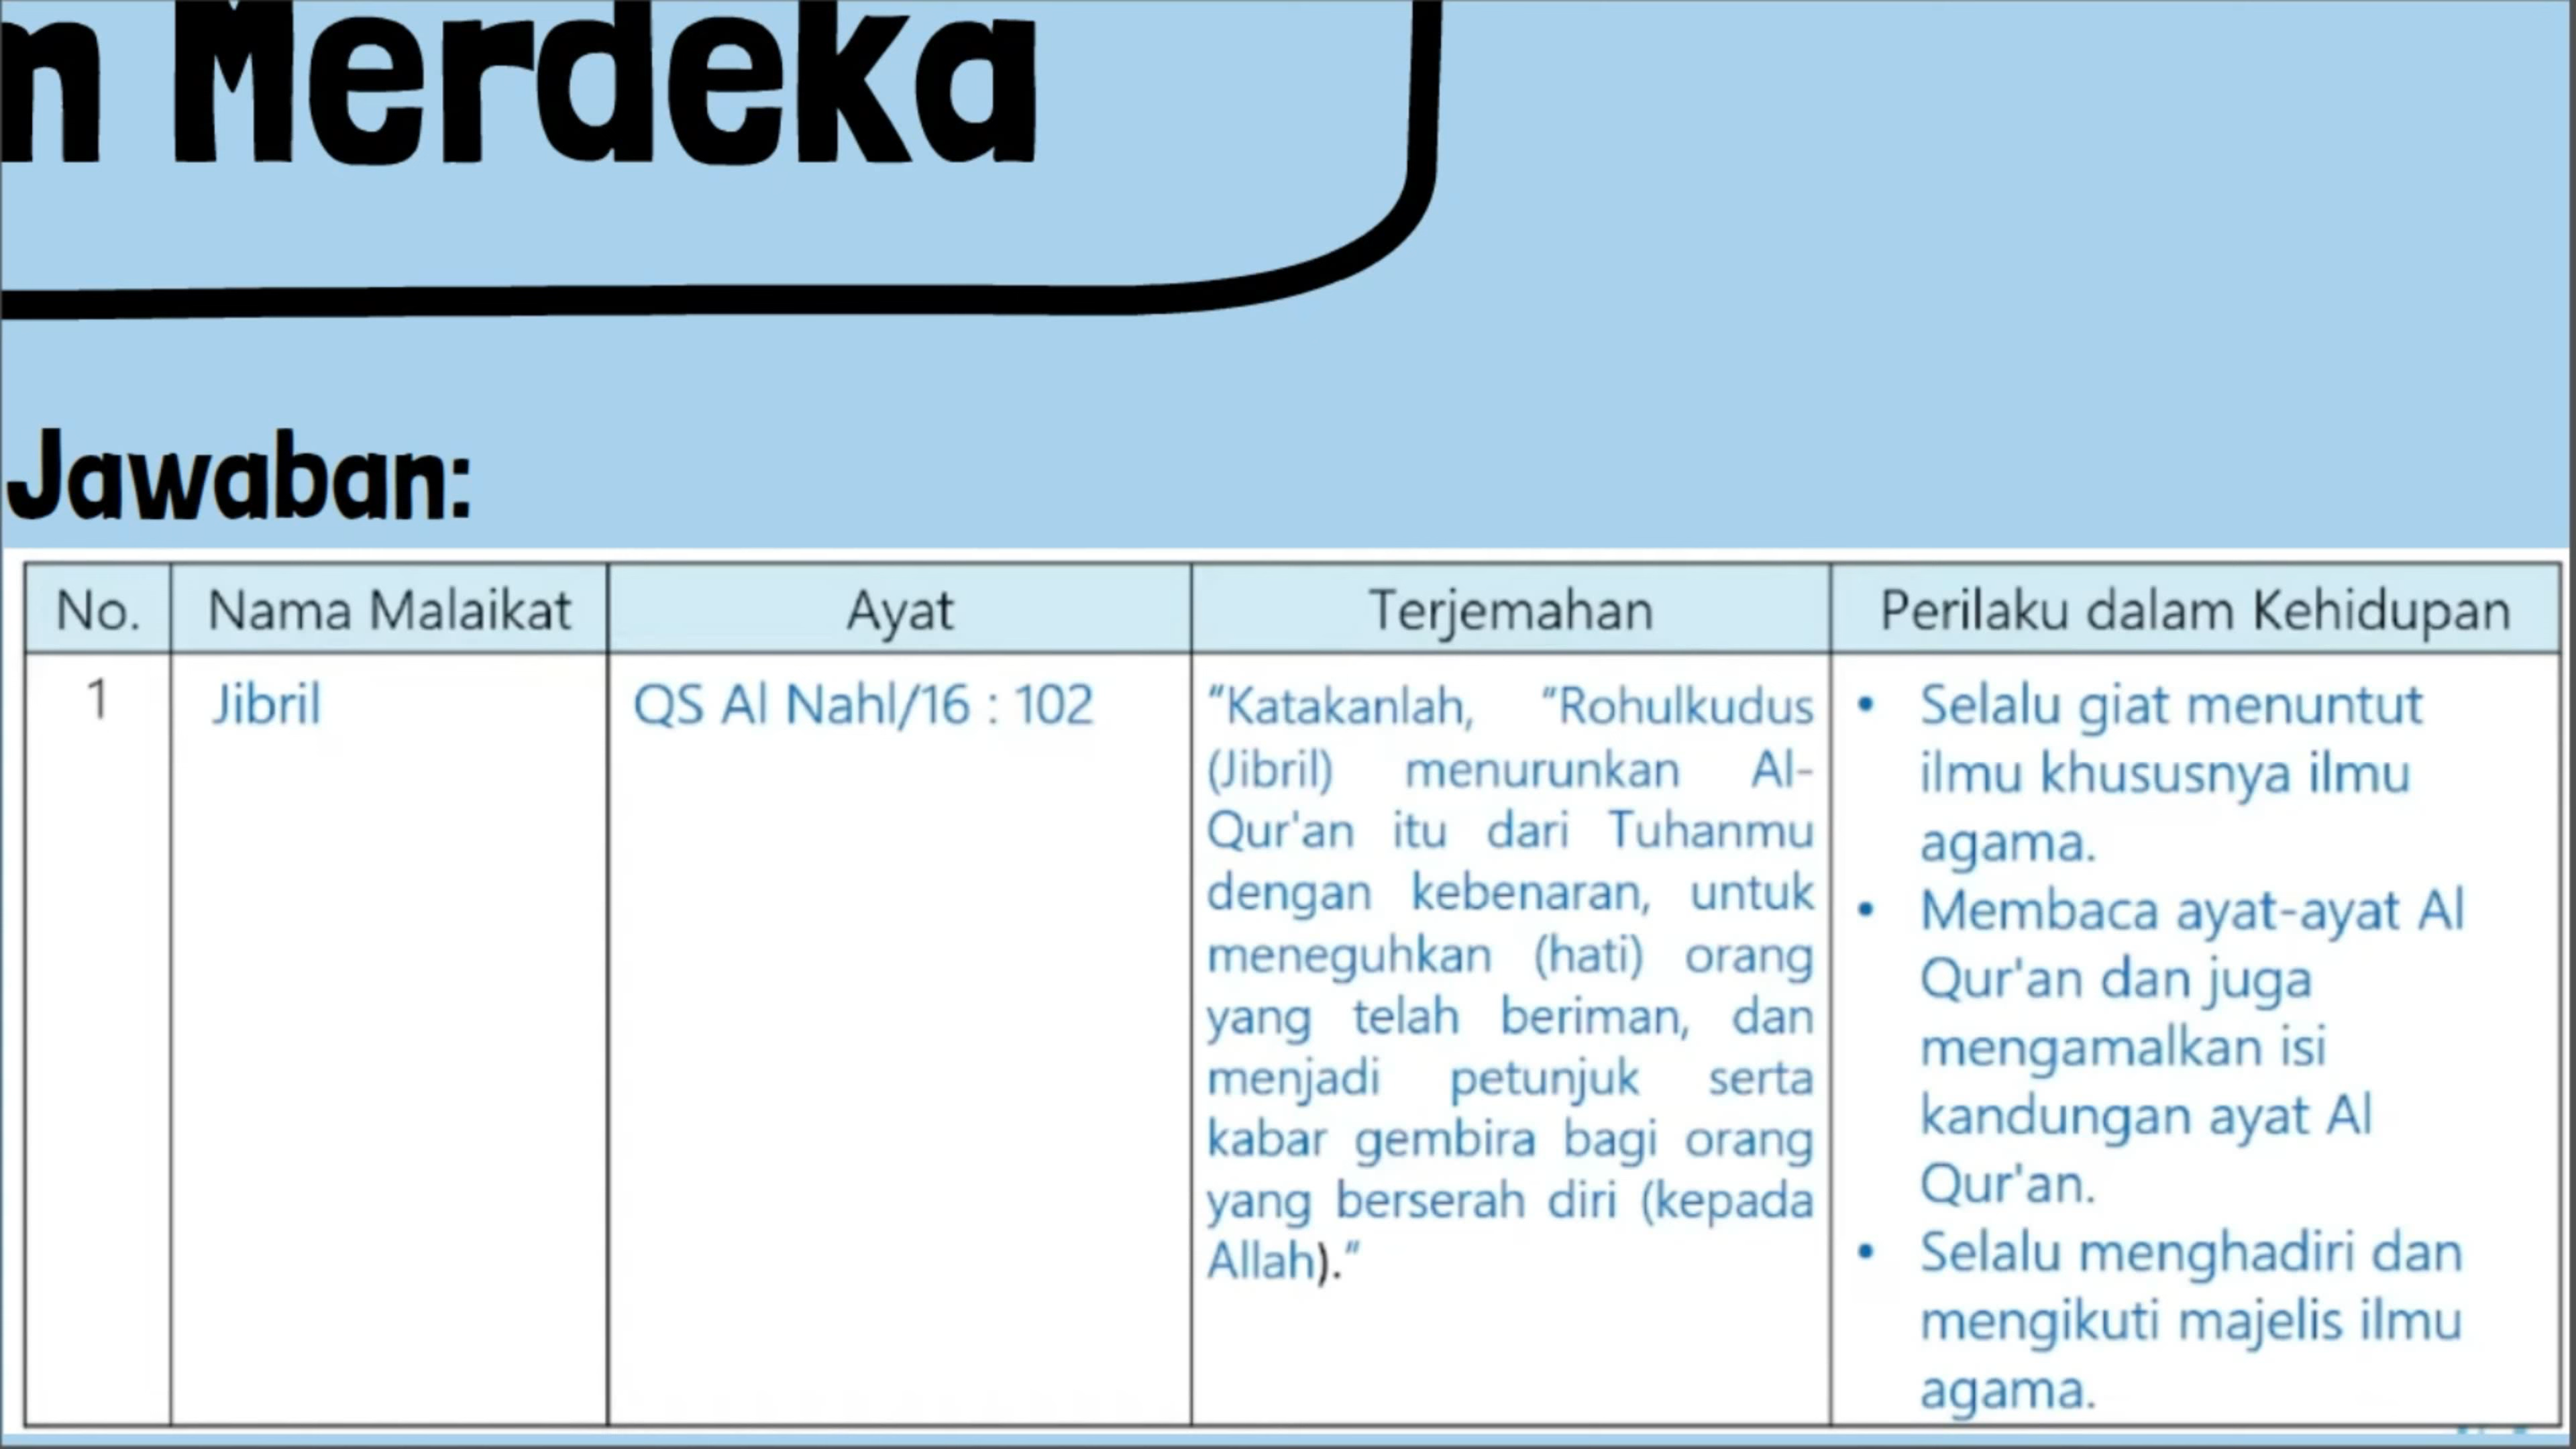 n Merdeka
Jawaban:
No.
Nama Malaikat
Ayat
Terjemahan
Perilaku dalam Kehidupan
1
Jibril
QS Al Nahl/16 : 102
"Katakanlah, "Rohulkudus
(Jibril) menurunkan Al-
Qur'an itu dari Tuhanmu
dengan kebenaran, untuk
meneguhkan (hati) orang
yang telah beriman, dan
menjadi petunjuk serta
kabar gembira bagi orang
yang berserah diri (kepada
Allah)."
• Selalu giat menuntut
ilmu khususnya ilmu
agama.
• Membaca ayat-ayat Al
Qur'an dan juga
mengamalkan isi
kandungan ayat Al
Qur'an.
• Selalu menghadiri dan
mengikuti majelis ilmu
agama.